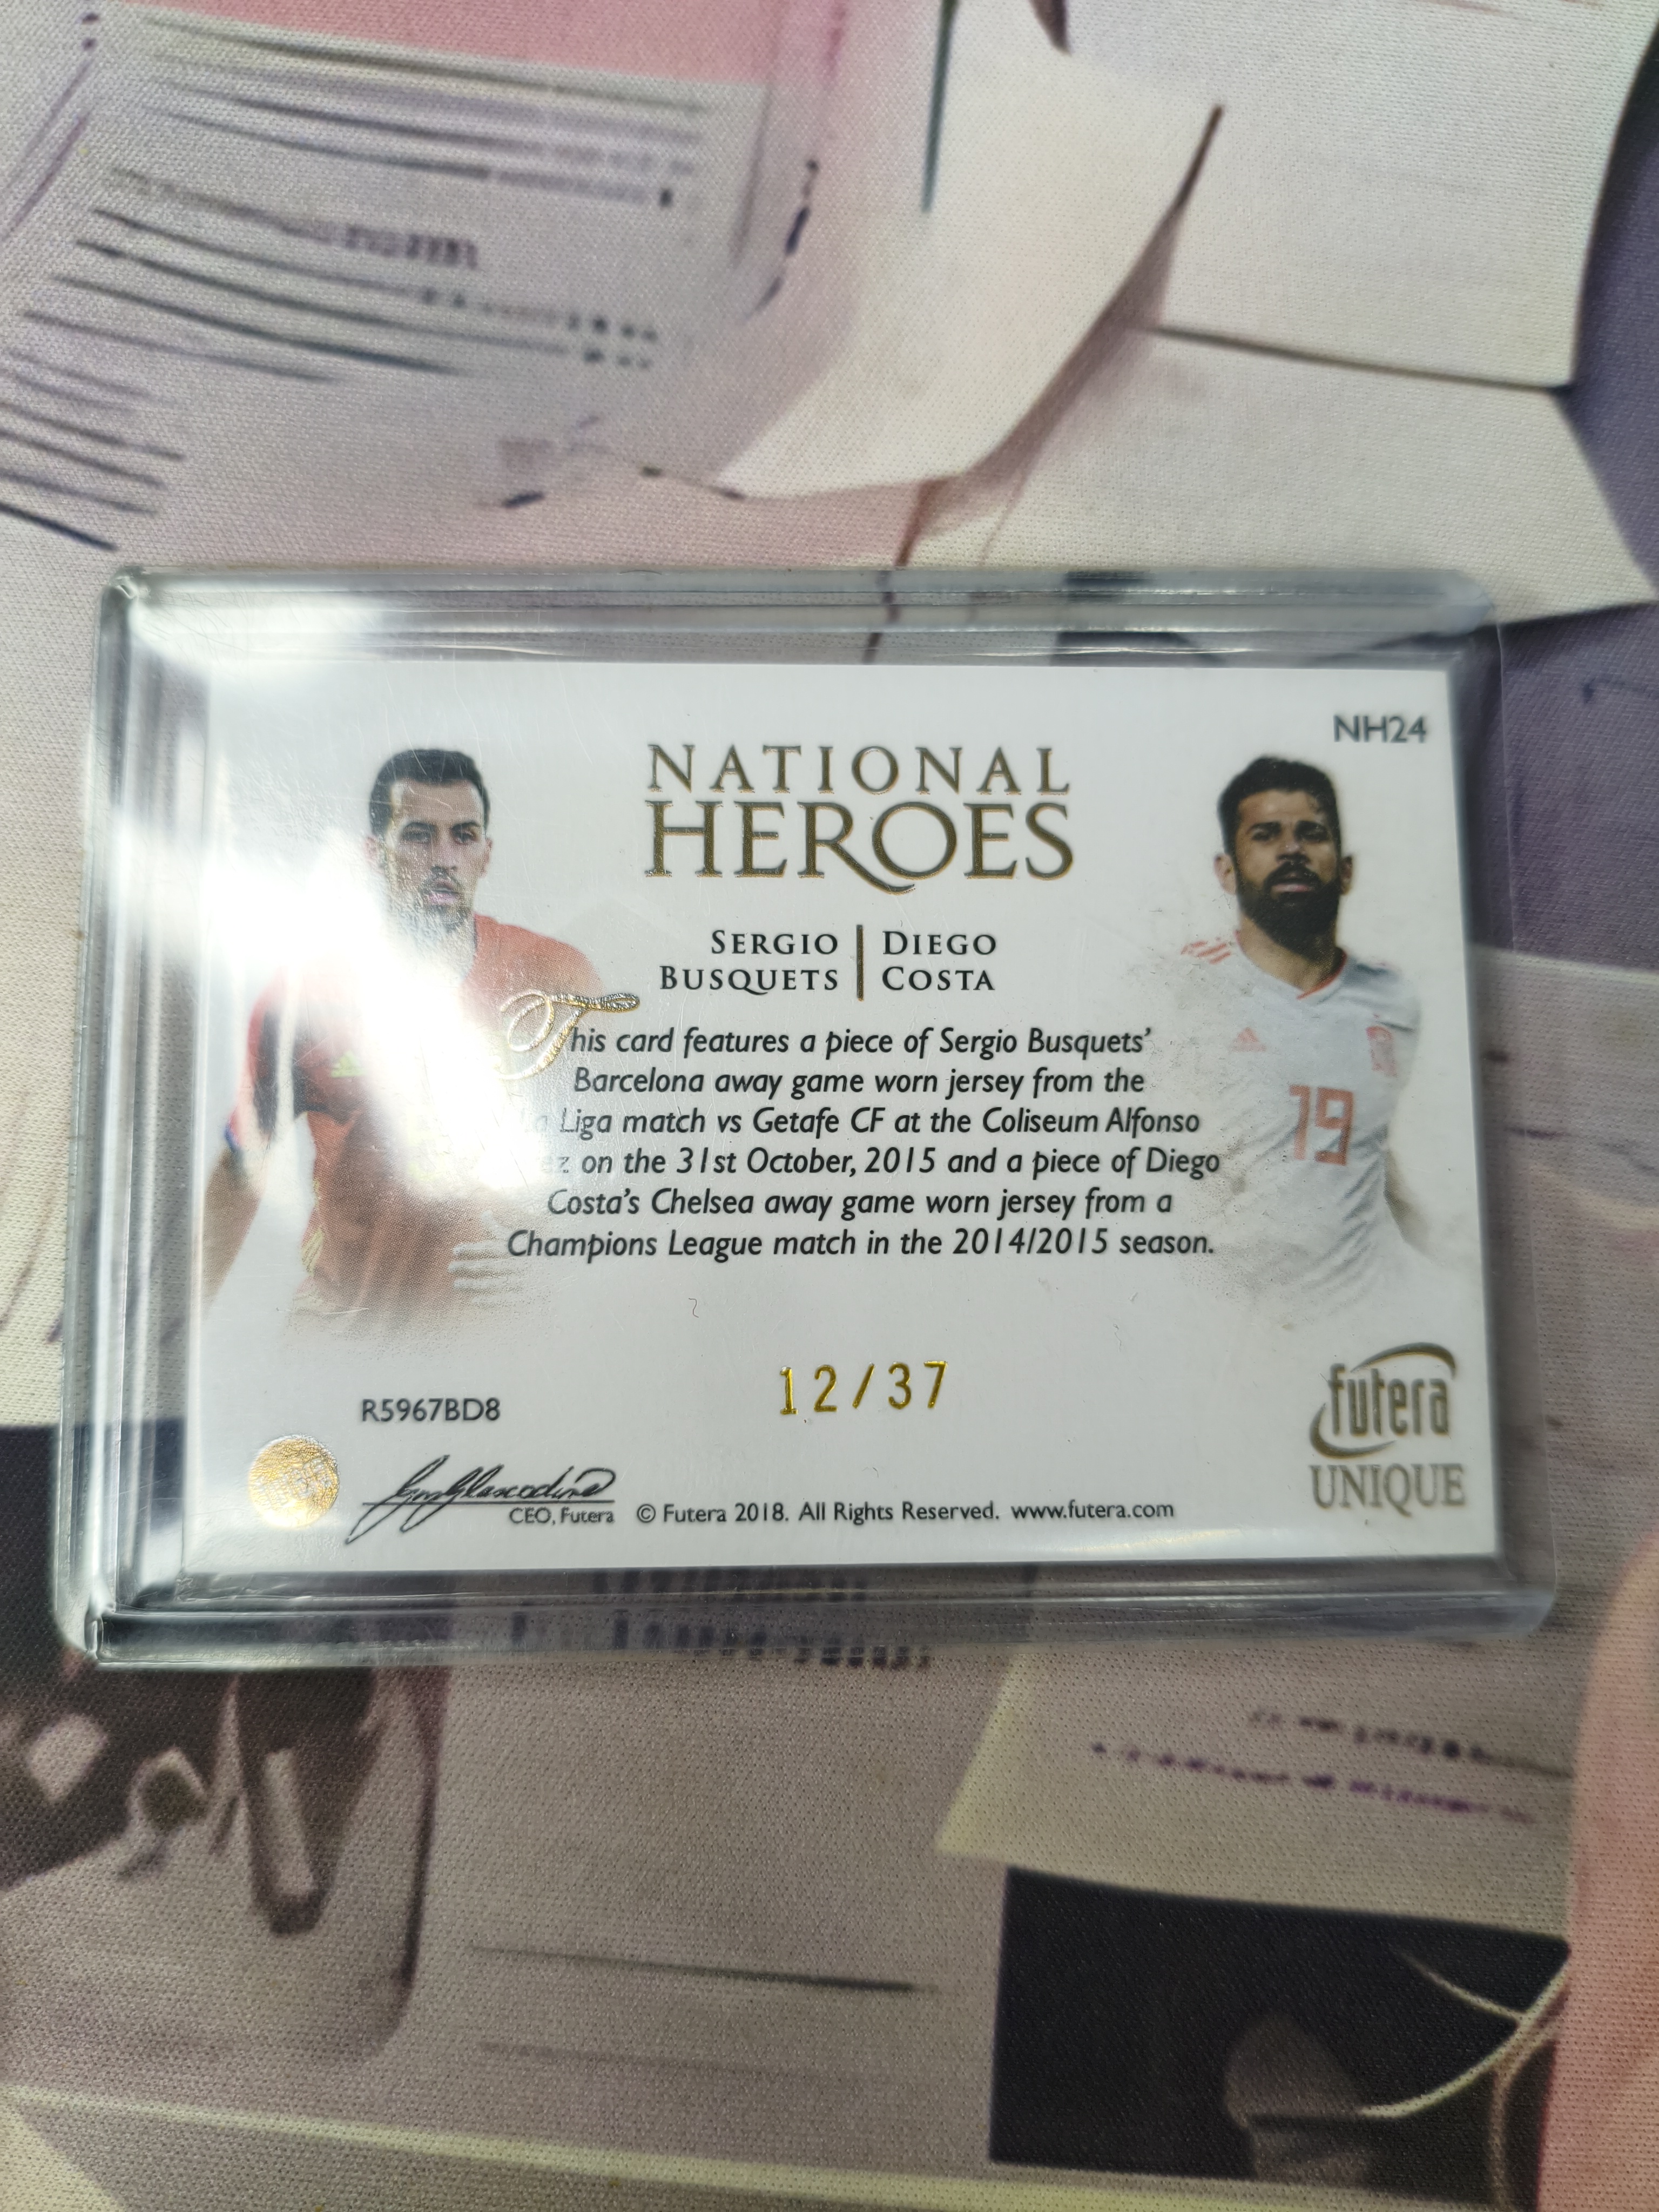 NH24
NATIONAL
HEROES
SERGIO
BUSQUETS
DIEGO
COSTA
This card features a piece of Sergio Busquets'
Barcelona away game worn jersey from the
Liga match vs Getafe CF at the Coliseum Alfonso
on the 31st October, 2015 and a piece of Diego
Costa's Chelsea away game worn jersey from a
Champions League match in the 2014/2015 season.
19
12/37
R5967BD8
futera
UNIQUE
CEO, Futera
© Futera 2018. All Rights Reserved. www.futera.com